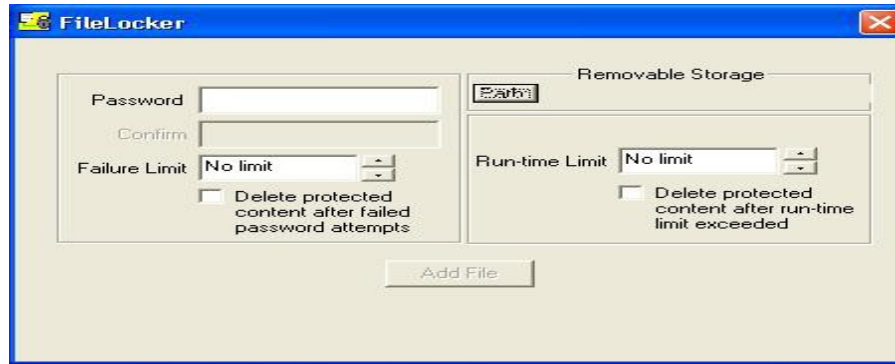 FileLocker
Password
Confirm
Failure Limit No limit
Delete protected
content after failed
password attempts
Removable Storage
Run-time Limit No limit
Delete protected
content after run-time
limit exceeded
Add File